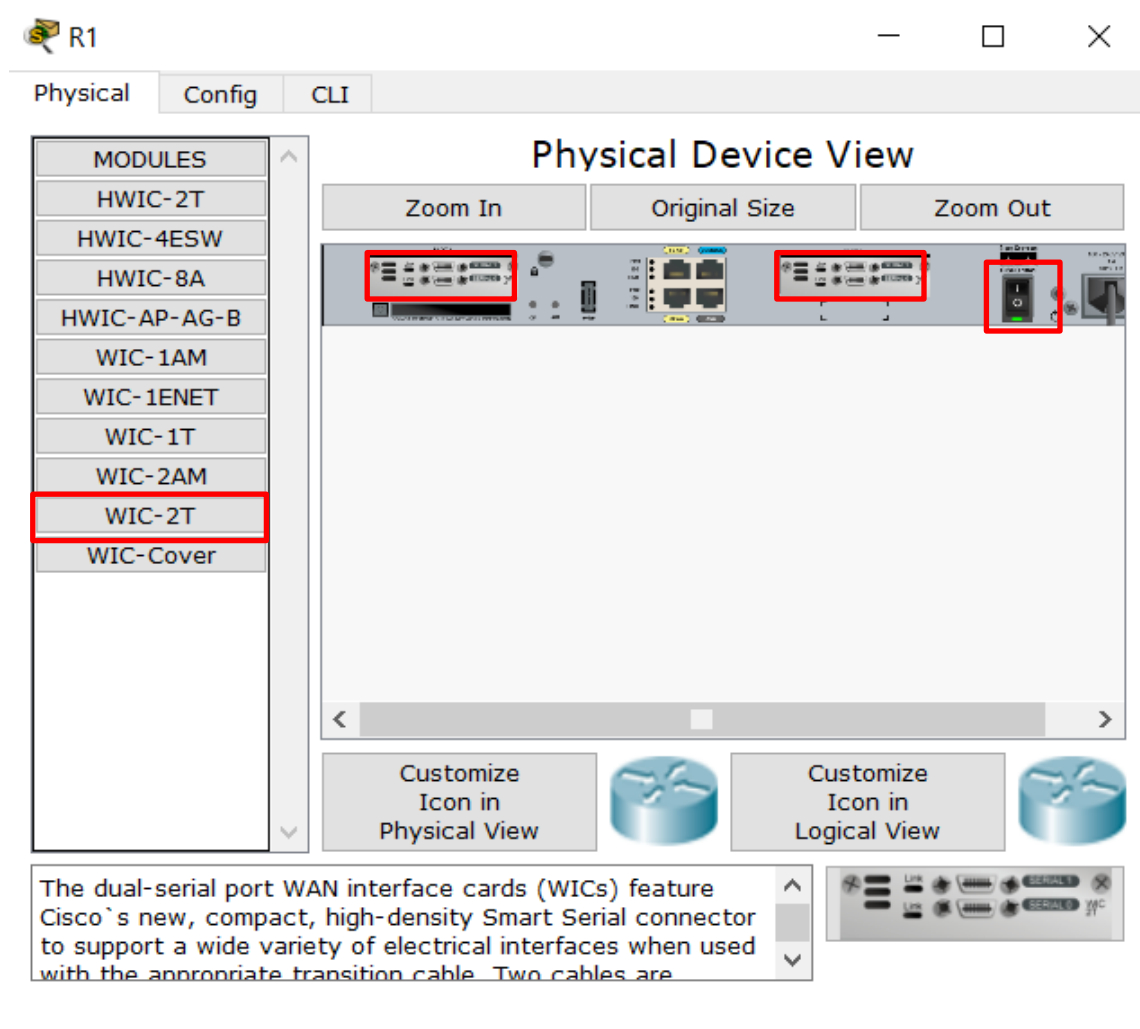 R1
Physical
Config
CLI
MODULES
HWIC-2T
HWIC-4ESW
HWIC-8A
HWIC-AP-AG-B
WIC-1AM
WIC-1ENET
WIC-1T
WIC-2AM
WIC-2T
WIC-Cover
Physical Device View
Zoom In
Original Size
Zoom Out
Customize
Icon in
Physical View
Customize
Icon in
Logical View
The dual-serial port WAN interface cards (WICs) feature
Cisco`s new, compact, high-density Smart Serial connector
to support a wide variety of electrical interfaces when used
with the appropriate transition cable. Two cables are
Link
SERIAL 1
Link
SERIAL 0
WIC
2T